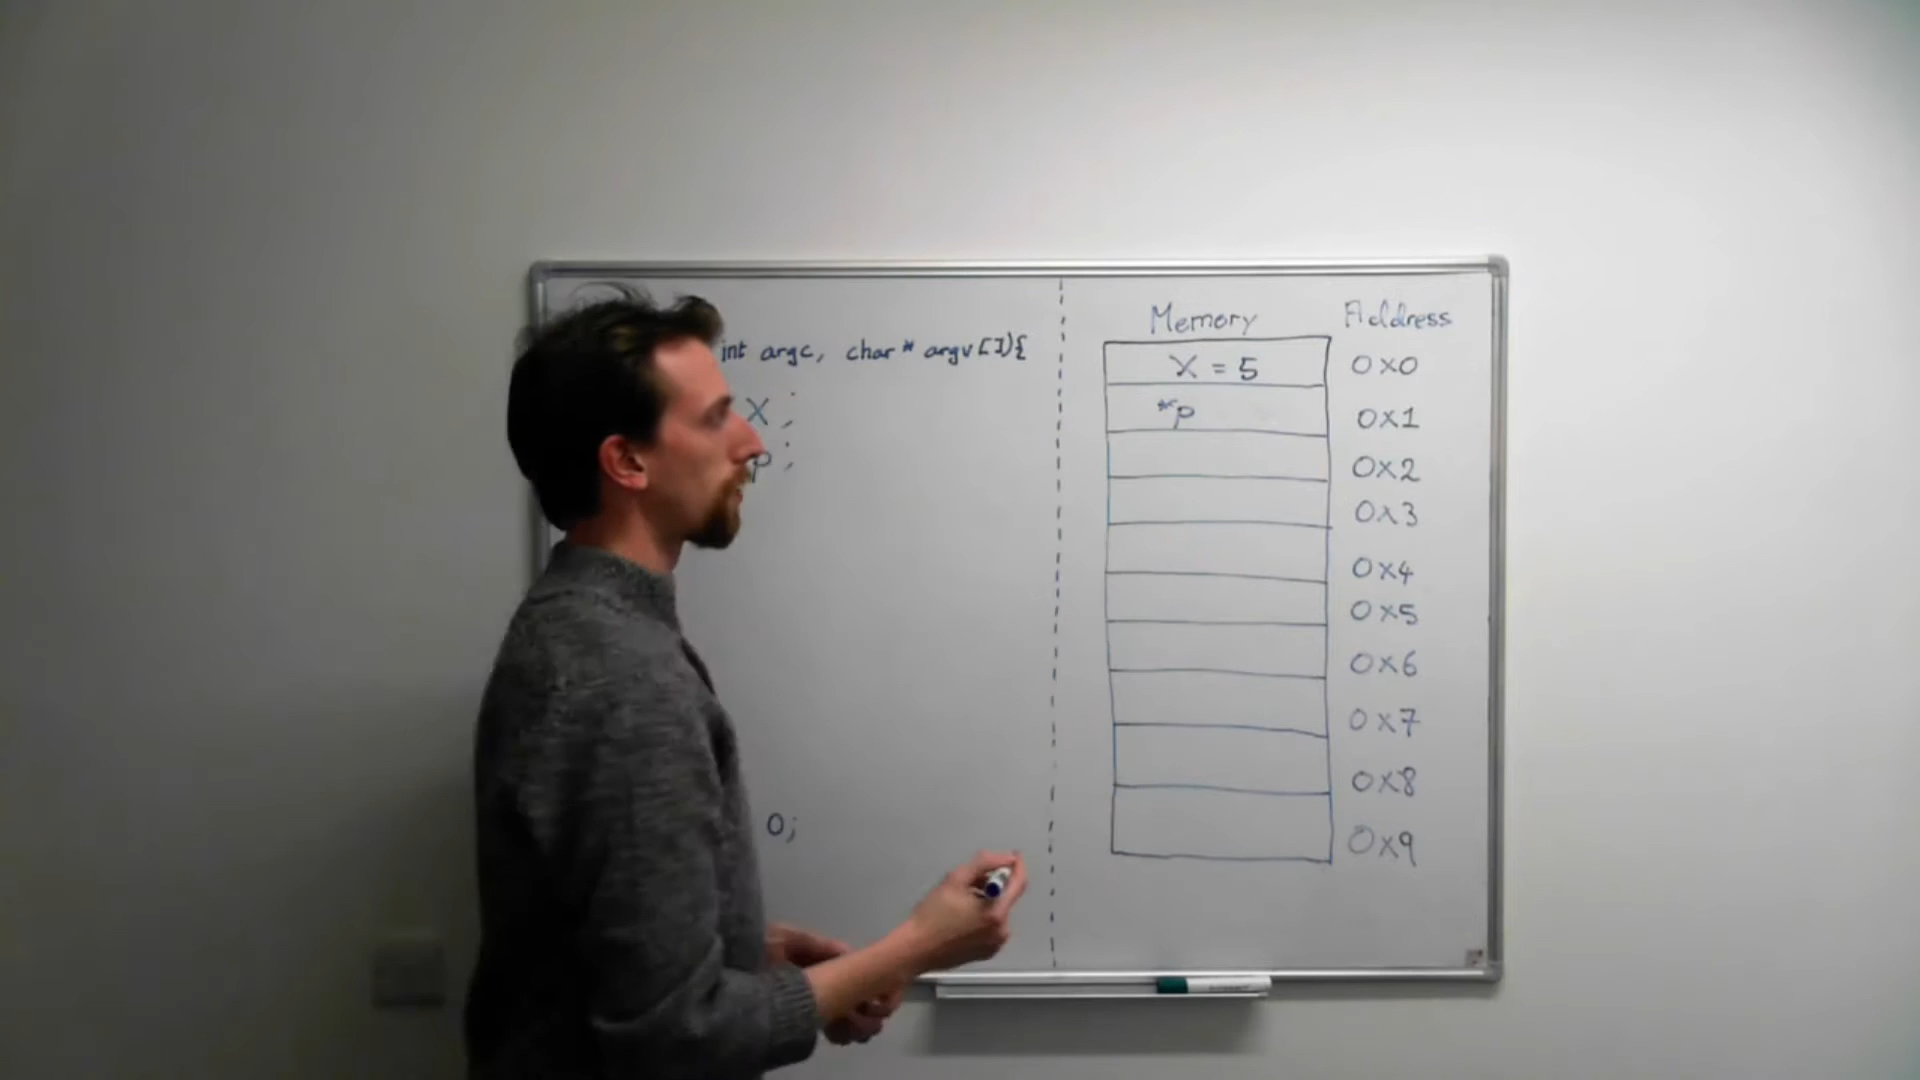 int argc, char* argv[]){
X;
p;
0;
Memory Address
X = 5 0x0
*p 0x1
0x2
0x3
0x4
0x5
0x6
0x7
0x8
0x9